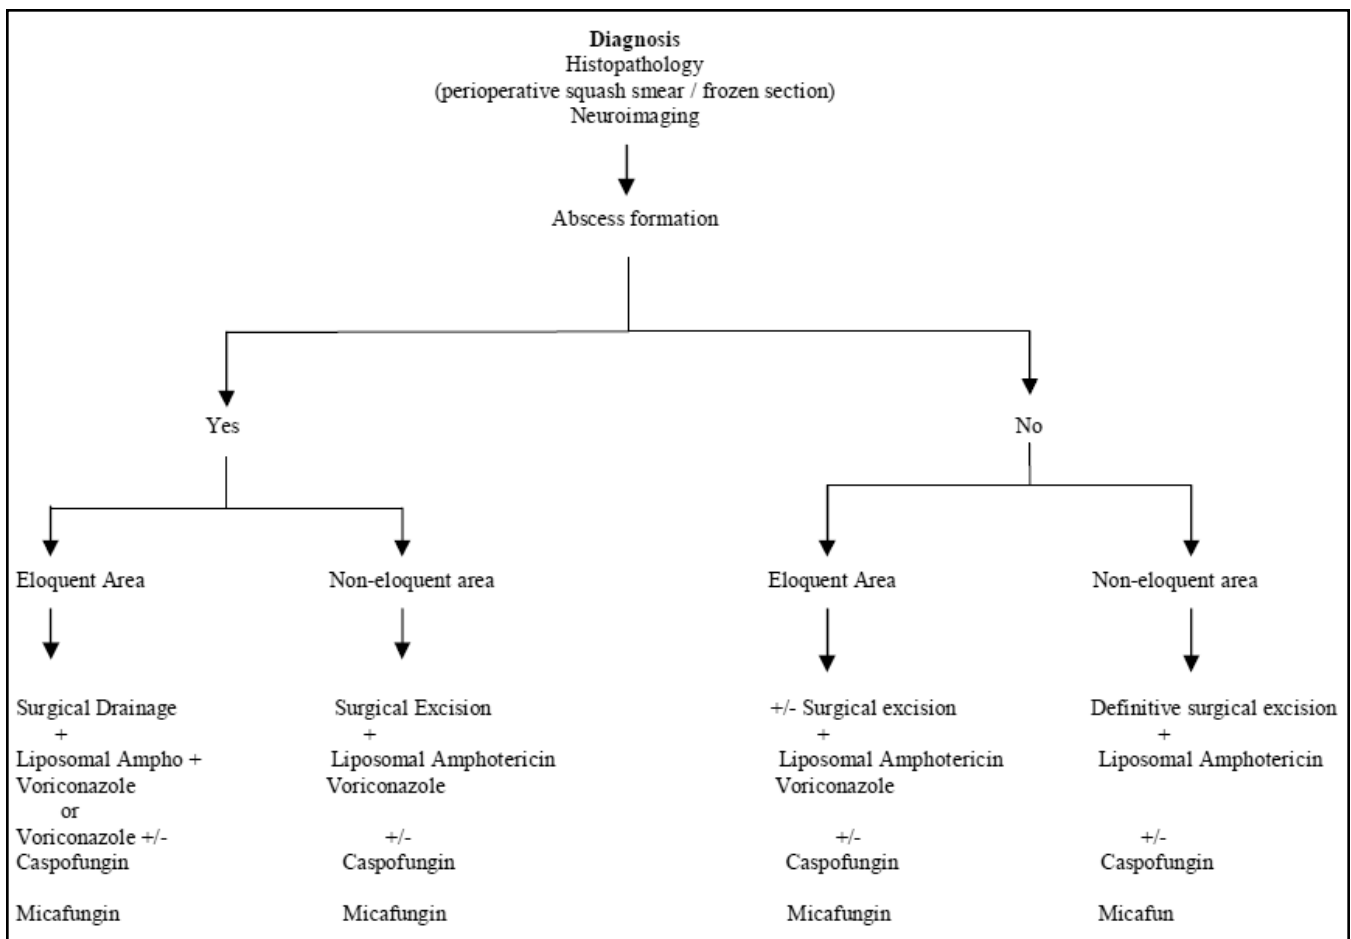 Diagnosis
Histopathology
(perioperative squash smear / frozen section)
Neuroimaging
Abscess formation
Yes
No
Eloquent Area
Non-eloquent area
Eloquent Area
Non-eloquent area
Surgical Drainage
+
Liposomal Ampho +
Voriconazole
or
Voriconazole +/-
Caspofungin
Micafungin
Surgical Excision
+
Liposomal Amphotericin
Voriconazole
+/-
Caspofungin
Micafungin
+/- Surgical excision
+
Liposomal Amphotericin
Voriconazole
+/-
Caspofungin
Micafungin
Definitive surgical excision
+
Liposomal Amphotericin
+/-
Caspofungin
Micafun